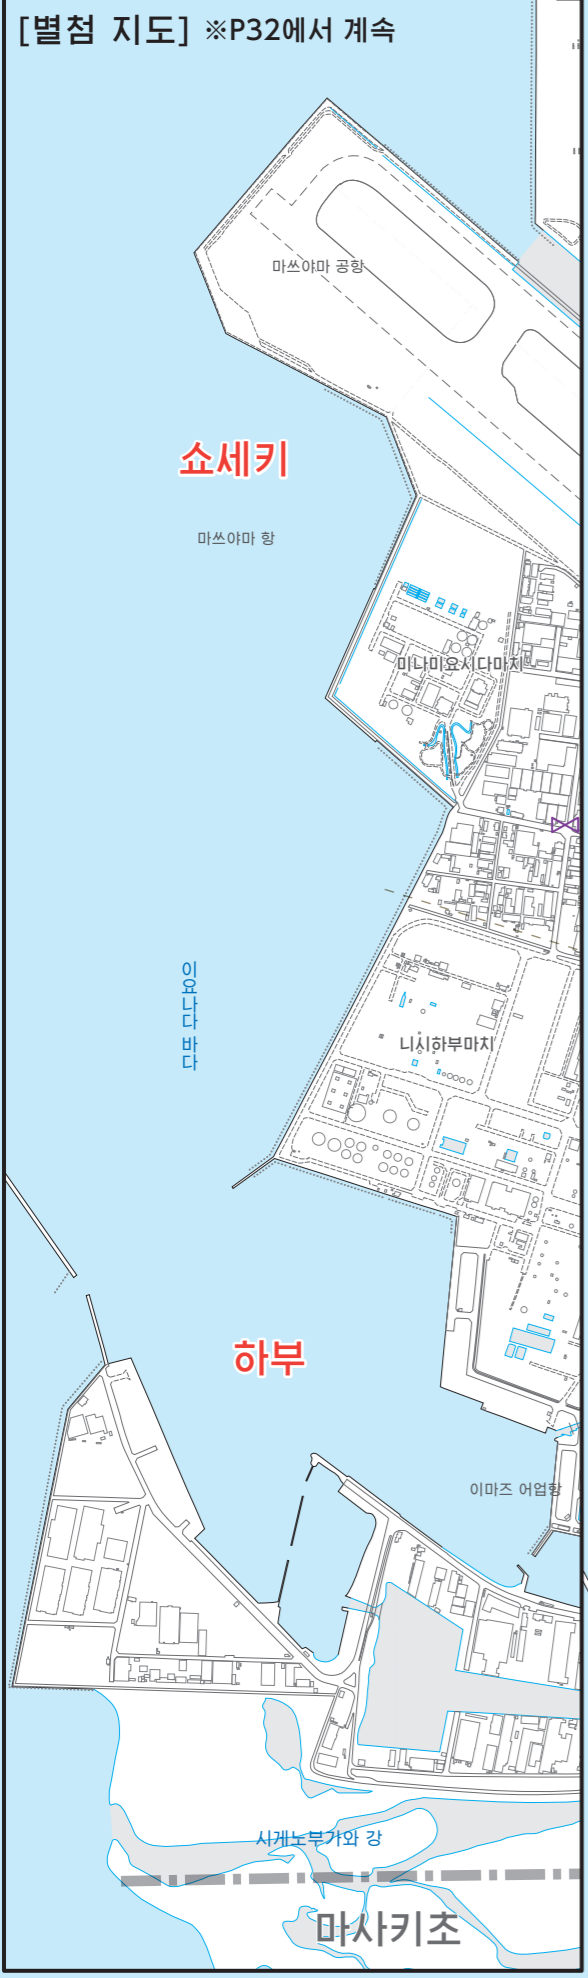 [별첨 지도] ※P32에서 계속
마쓰야마 공항
쇼세키
마쓰야마 항
미나미요시다마치
이요나다 바다
니시하부마치
하부
이마즈 어업항
시게노부가와 강
마사키초